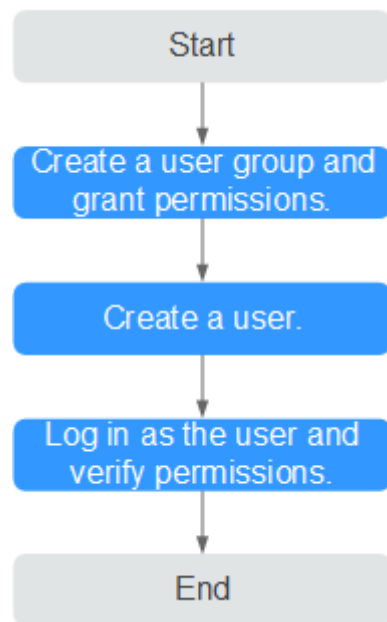 Start
Create a user group and
grant permissions.
Create a user.
Log in as the user and
verify permissions.
End